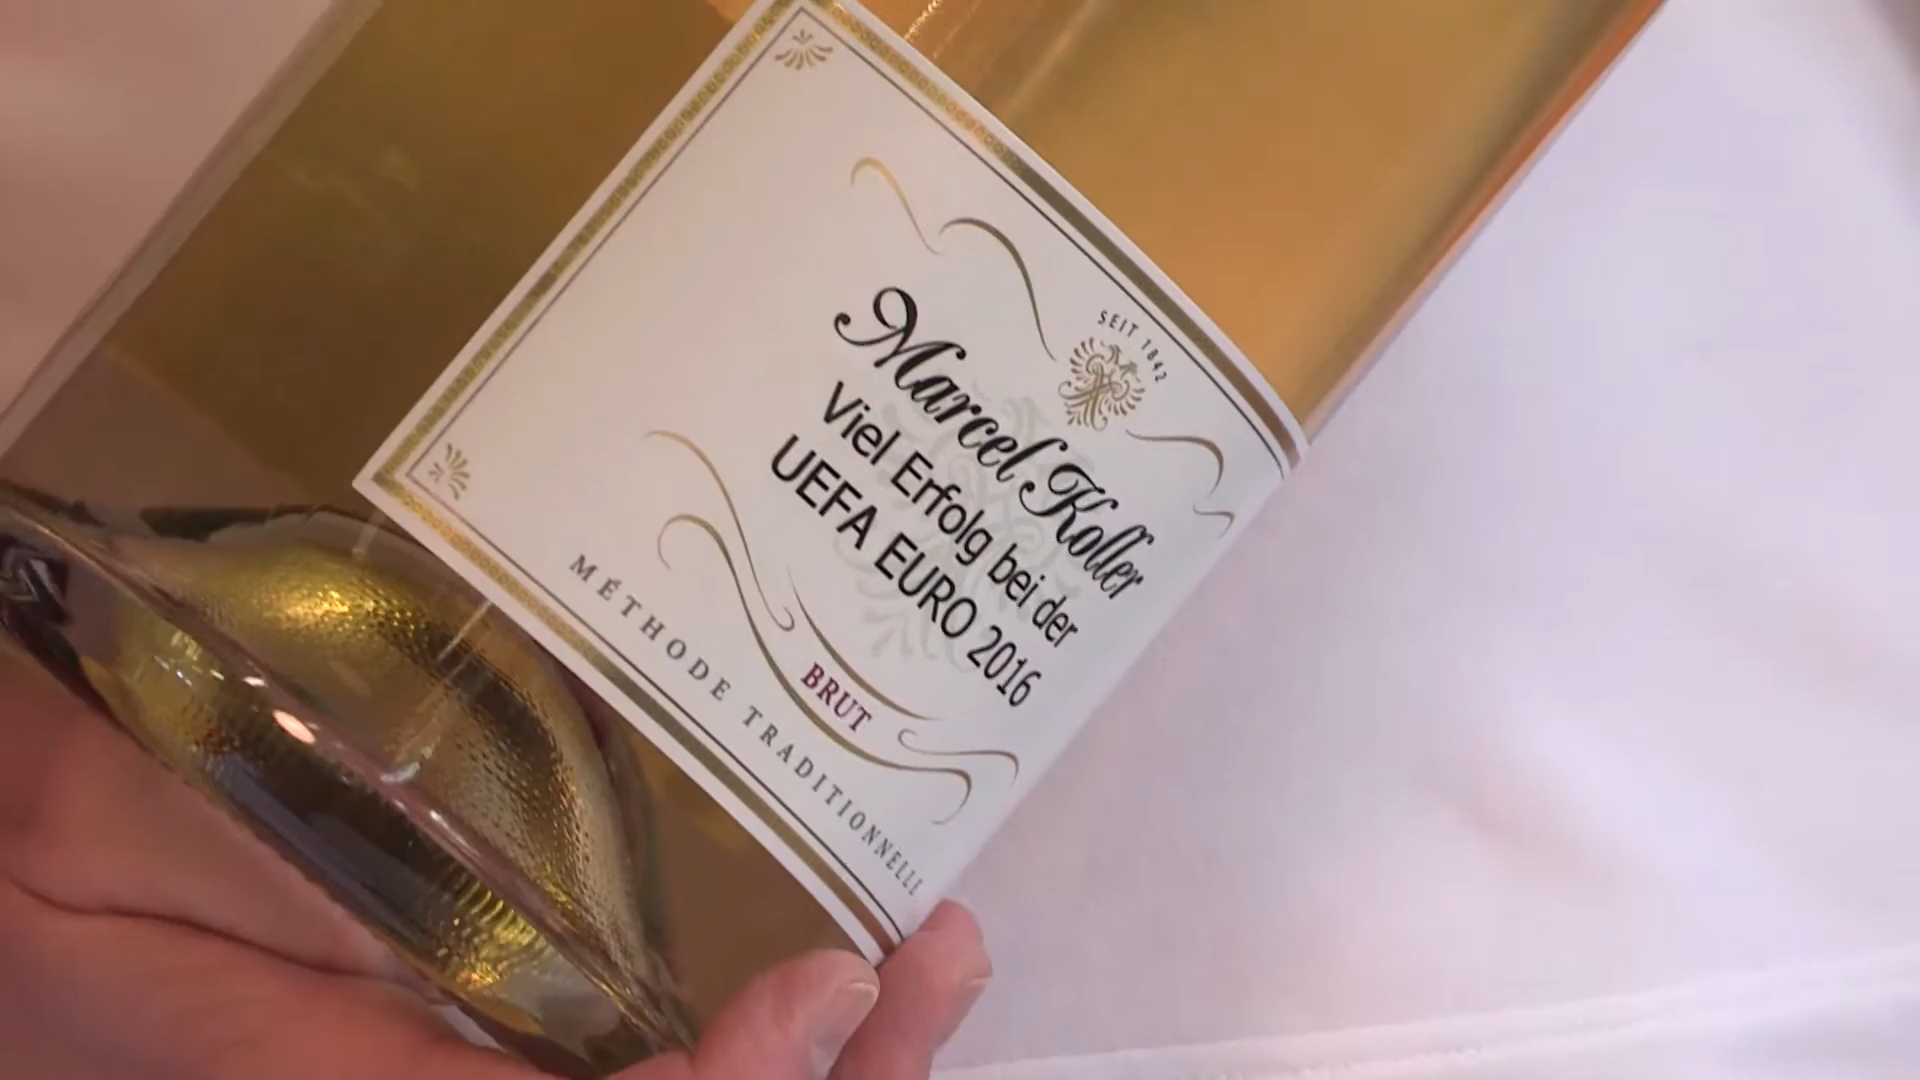 SEIT 1842
Marcel Koller
Viel Erfolg bei der
UEFA EURO 2016
BRUT
MÉTHODE TRADITIONNELLE